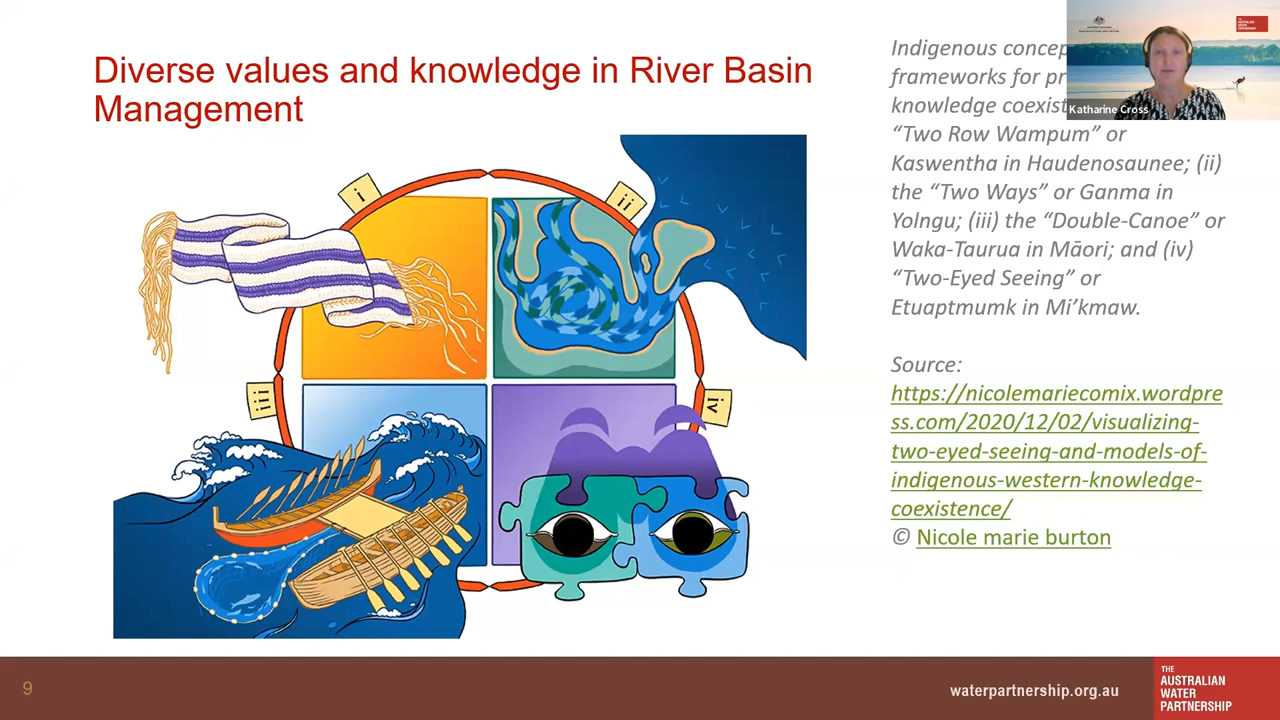 Diverse values and knowledge in River Basin
Management
i
ii
iii
iv
Indigenous
frameworks for
knowledge
"Two Row Wampum" or
Kaswentha in Haudenosaunee; (ii)
the "Two Ways" or Ganma in
Yolngu; (iii) the "Double-Canoe" or
Waka-Taurua in Māori; and (iv)
"Two-Eyed Seeing" or
Etuaptmumk in Mi'kmaw.
Source:
https://nicolemariecomix.wordpre
ss.com/2020/12/02/visualizing-
two-eyed-seeing-and-models-of-
indigenous-western-knowledge-
coexistence/
© Nicole marie burton
Katharine Cross
9
waterpartnership.org.au
THE
AUSTRALIAN
WATER
PARTNERSHIP